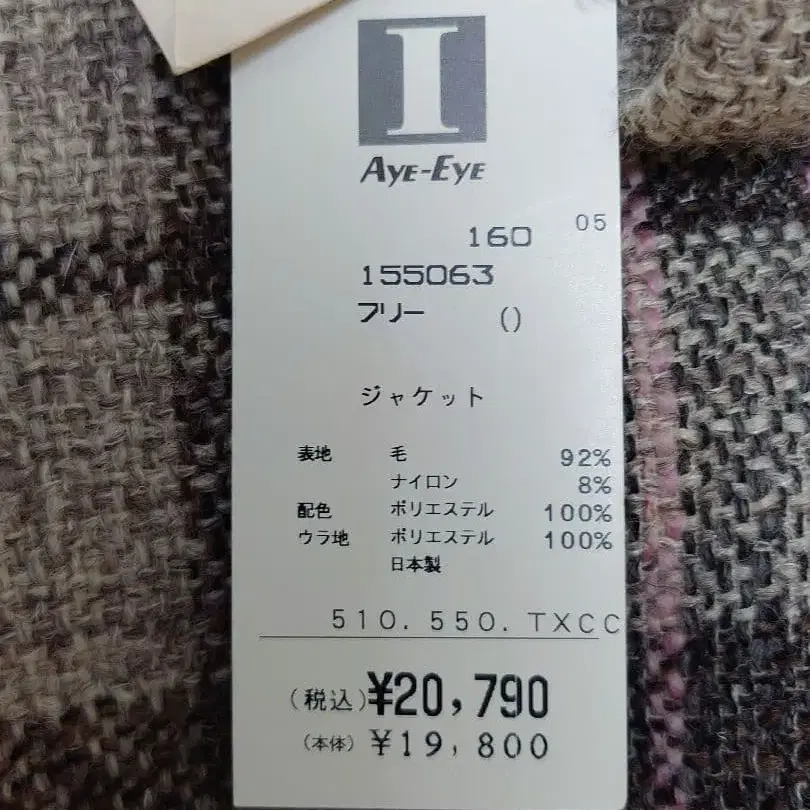 I
AYE-EYE
160 05
155063
フリー ()
ジャケット
表地 毛 92%
ナイロン 8%
配色 ポリエステル 100%
ウラ地 ポリエステル 100%
日本製
510. 550. TXCC
(税込)¥20,790
(本体)¥19,800